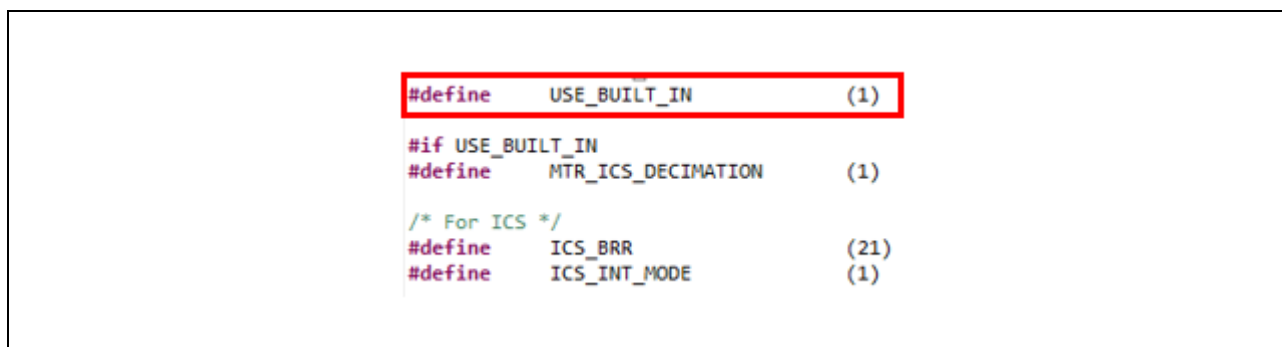 #define USE_BUILT_IN (1)
#if USE_BUILT_IN
#define MTR_ICS_DECIMATION (1)
/* For ICS */
#define ICS_BRR (21)
#define ICS_INT_MODE (1)